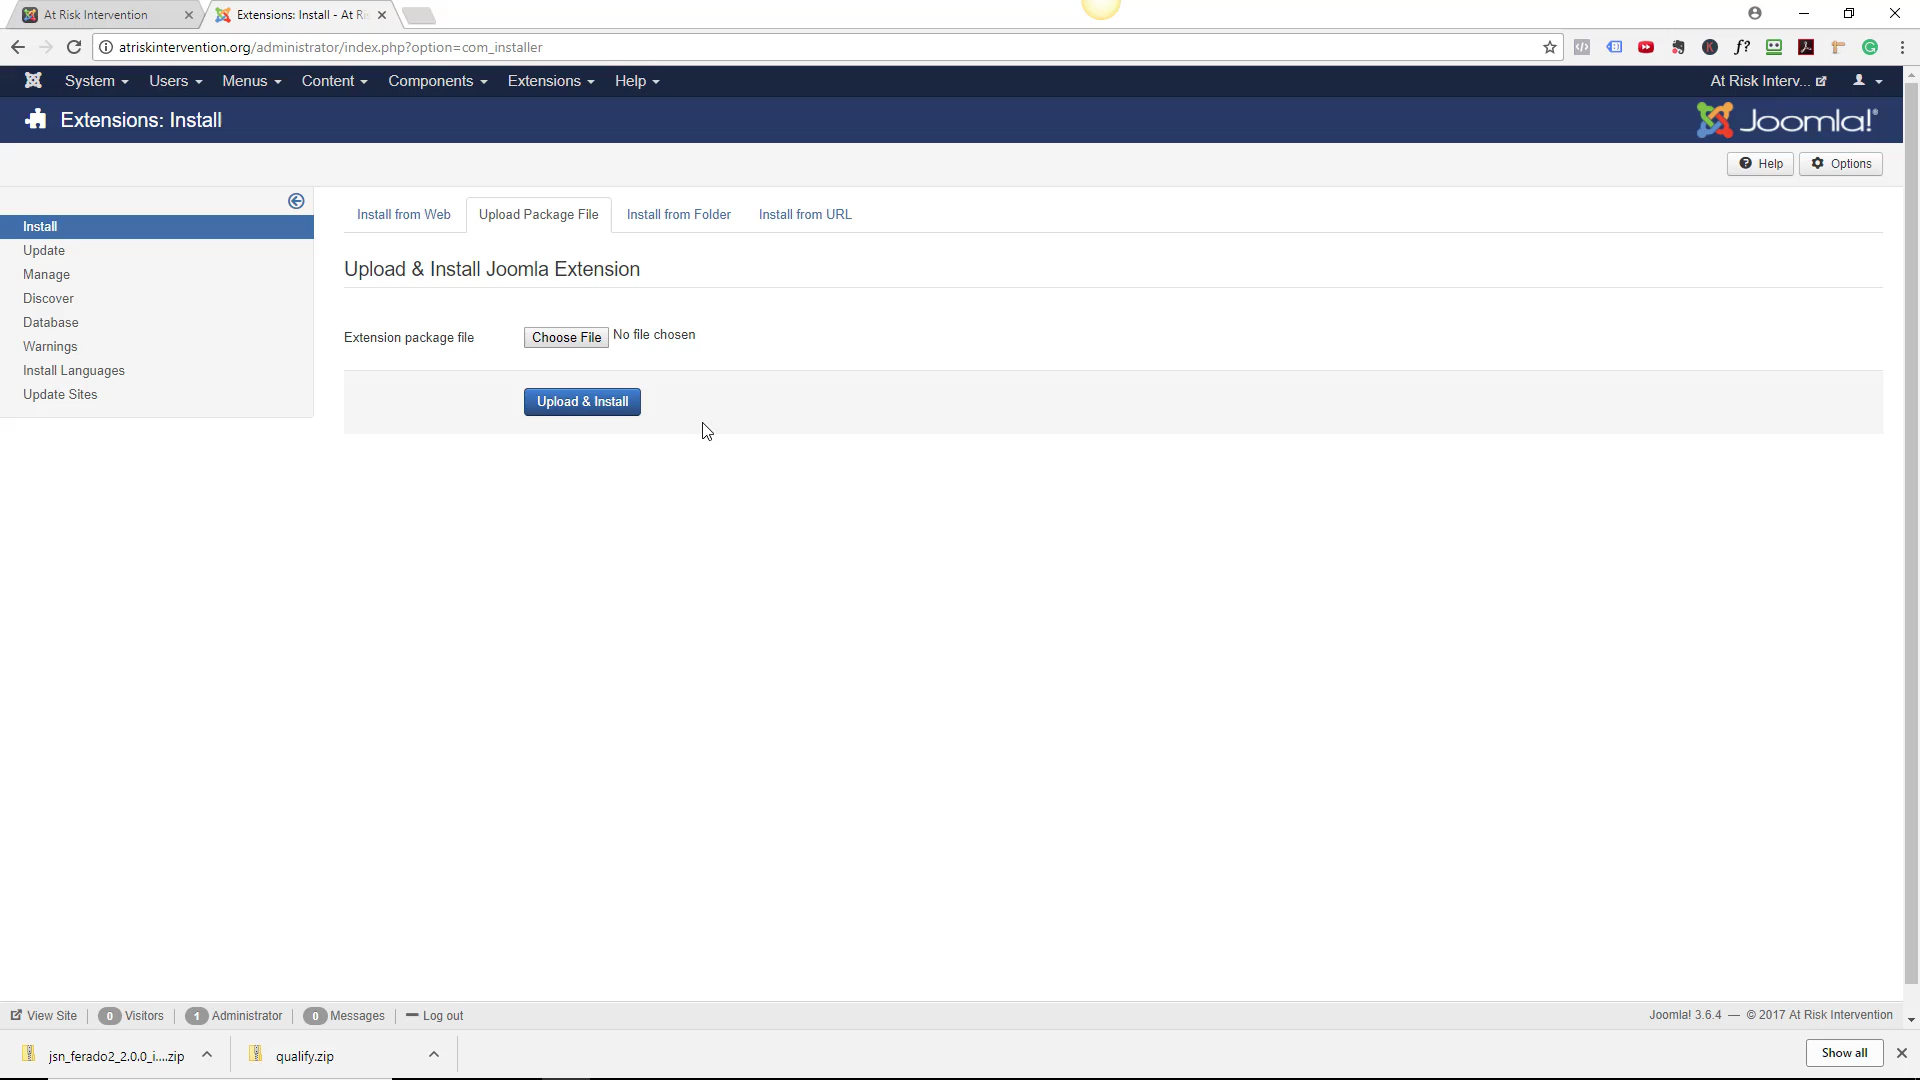 At Risk Intervention
Extensions: Install - At Ris
atriskintervention.org/administrator/index.php?option=com_installer
System Users Menus Content Components Extensions Help
At Risk Interv...
Extensions: Install
Joomla!®
Help Options
Install
Update
Manage
Discover
Database
Warnings
Install Languages
Update Sites
Install from Web Upload Package File Install from Folder Install from URL
Upload & Install Joomla Extension
Extension package file Choose File No file chosen
Upload & Install
View Site 0 Visitors 1 Administrator 0 Messages Log out
Joomla! 3.6.4 — © 2017 At Risk Intervention
jsn_ferado2_2.0.0_i....zip
qualify.zip
Show all